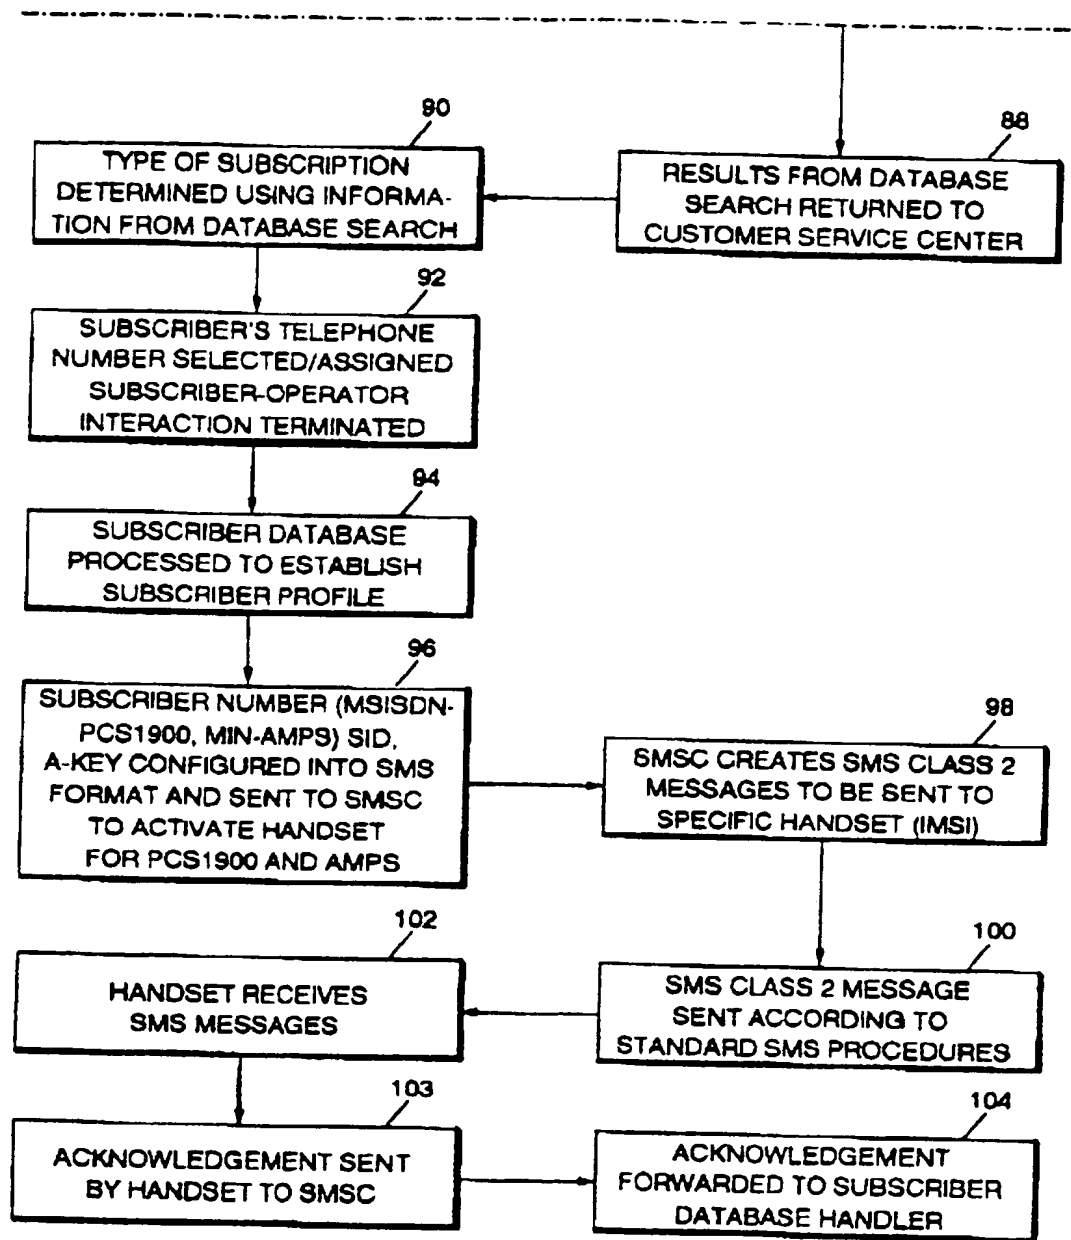 88
RESULTS FROM DATABASE
SEARCH RETURNED TO
CUSTOMER SERVICE CENTER
90
TYPE OF SUBSCRIPTION
DETERMINED USING INFORMA-
TION FROM DATABASE SEARCH
92
SUBSCRIBER'S TELEPHONE
NUMBER SELECTED/ASSIGNED
SUBSCRIBER-OPERATOR
INTERACTION TERMINATED
94
SUBSCRIBER DATABASE
PROCESSED TO ESTABLISH
SUBSCRIBER PROFILE
96
SUBSCRIBER NUMBER (MSISDN-
PCS1900, MIN-AMPS) SID,
A-KEY CONFIGURED INTO SMS
FORMAT AND SENT TO SMSC
TO ACTIVATE HANDSET
FOR PCS1900 AND AMPS
98
SMSC CREATES SMS CLASS 2
MESSAGES TO BE SENT TO
SPECIFIC HANDSET (IMSI)
100
SMS CLASS 2 MESSAGE
SENT ACCORDING TO
STANDARD SMS PROCEDURES
102
HANDSET RECEIVES
SMS MESSAGES
103
ACKNOWLEDGEMENT SENT
BY HANDSET TO SMSC
104
ACKNOWLEDGEMENT
FORWARDED TO SUBSCRIBER
DATABASE HANDLER